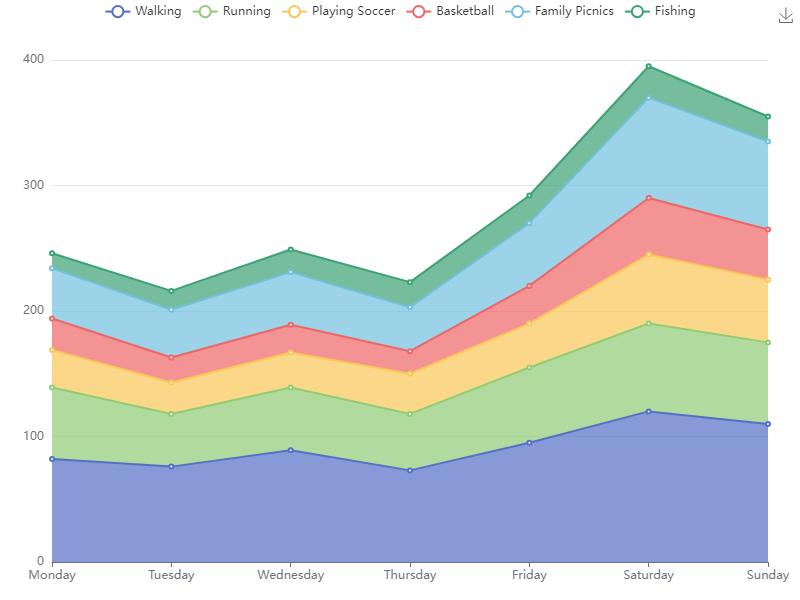 Walking Running Playing Soccer Basketball Family Picnics Fishing
400
300
200
100
0
Monday Tuesday Wednesday Thursday Friday Saturday Sunday